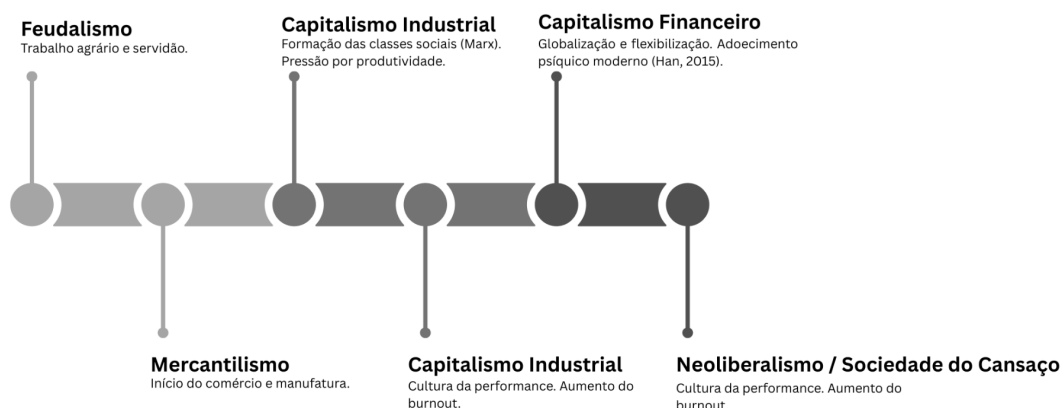 Feudalismo
Trabalho agrário e servidão.
Capitalismo Industrial
Formação das classes sociais (Marx).
Pressão por produtividade.
Capitalismo Financeiro
Globalização e flexibilização. Adoecimento
psíquico moderno (Han, 2015).
Mercantilismo
Início do comércio e manufatura.
Capitalismo Industrial
Cultura da performance. Aumento do
burnout.
Neoliberalismo / Sociedade do Cansaço
Cultura da performance. Aumento do
burnout